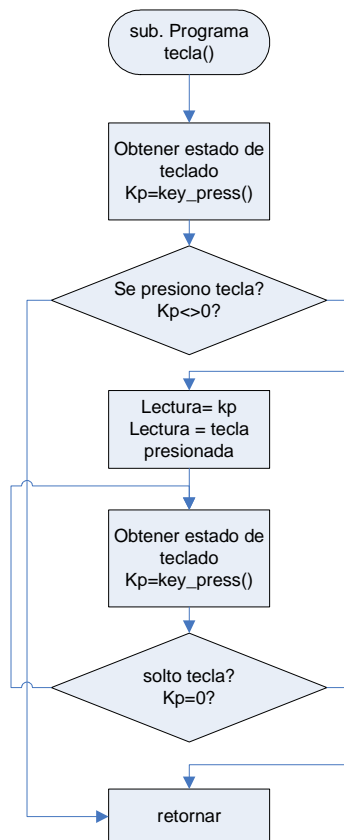 sub. Programa
tecla()
Obtener estado de
teclado
Kp=key_press()
Se presiono tecla?
Kp<>0?
Lectura= kp
Lectura = tecla
presionada
Obtener estado de
teclado
Kp=key_press()
solto tecla?
Kp=0?
retornar